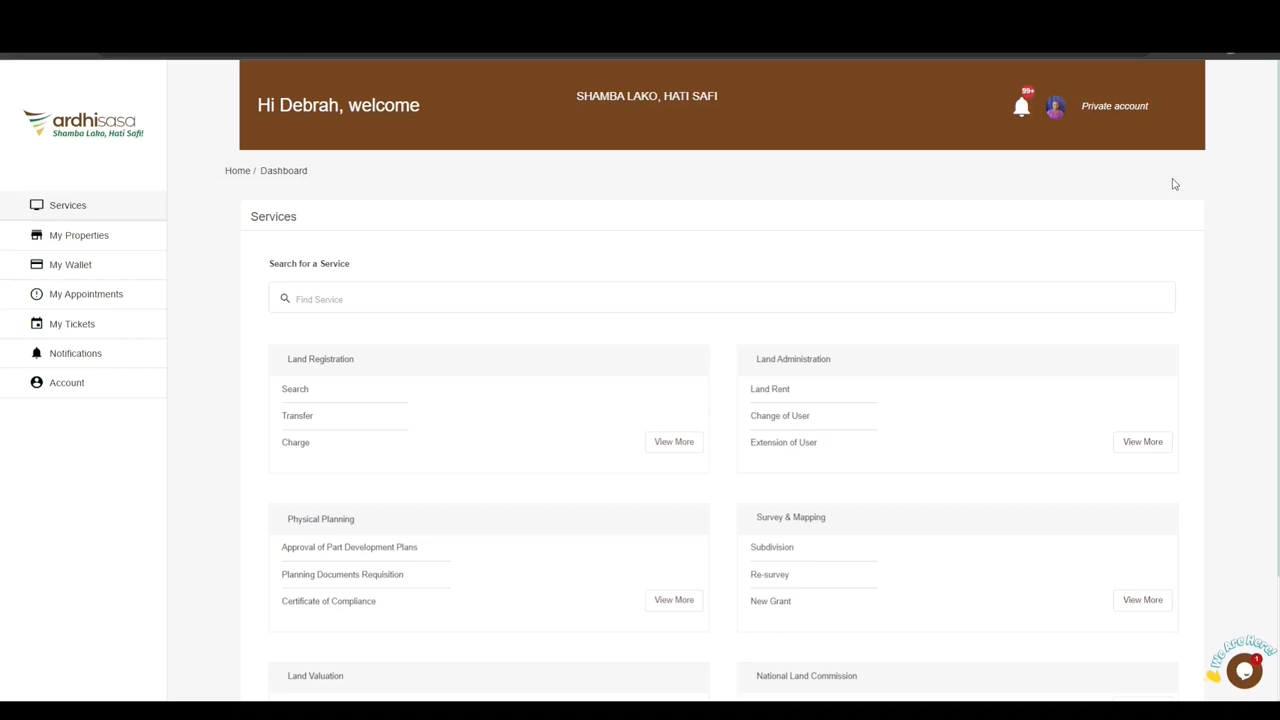 Hi Debrah, welcome
SHAMBA LAKO, HATI SAFI
99+
Private account
ardhisasa
Shamba Lako, Hati Safi!
Home / Dashboard
Services
My Properties
My Wallet
My Appointments
My Tickets
Notifications
Account
Services
Search for a Service
Find Service
Land Registration
Search
Transfer
Charge
View More
Land Administration
Land Rent
Change of User
Extension of User
View More
Physical Planning
Approval of Part Development Plans
Planning Documents Requisition
Certificate of Compliance
View More
Survey & Mapping
Subdivision
Re-survey
New Grant
View More
Land Valuation
National Land Commission
We Are Here!
1